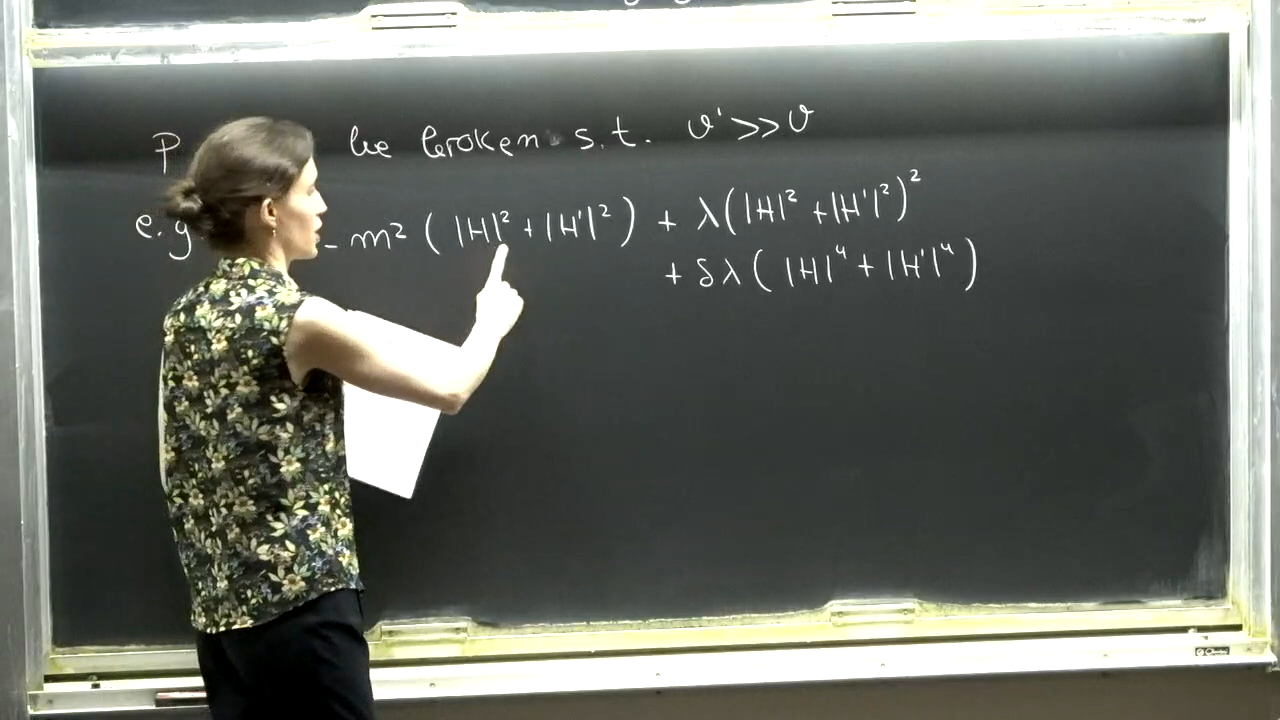 P be broken s.t. v' >> v
e.g. - m² ( |H|² + |H'|² ) + λ ( |H|² + |H'|² )²
+ δλ ( |H|⁴ + |H'|⁴ )